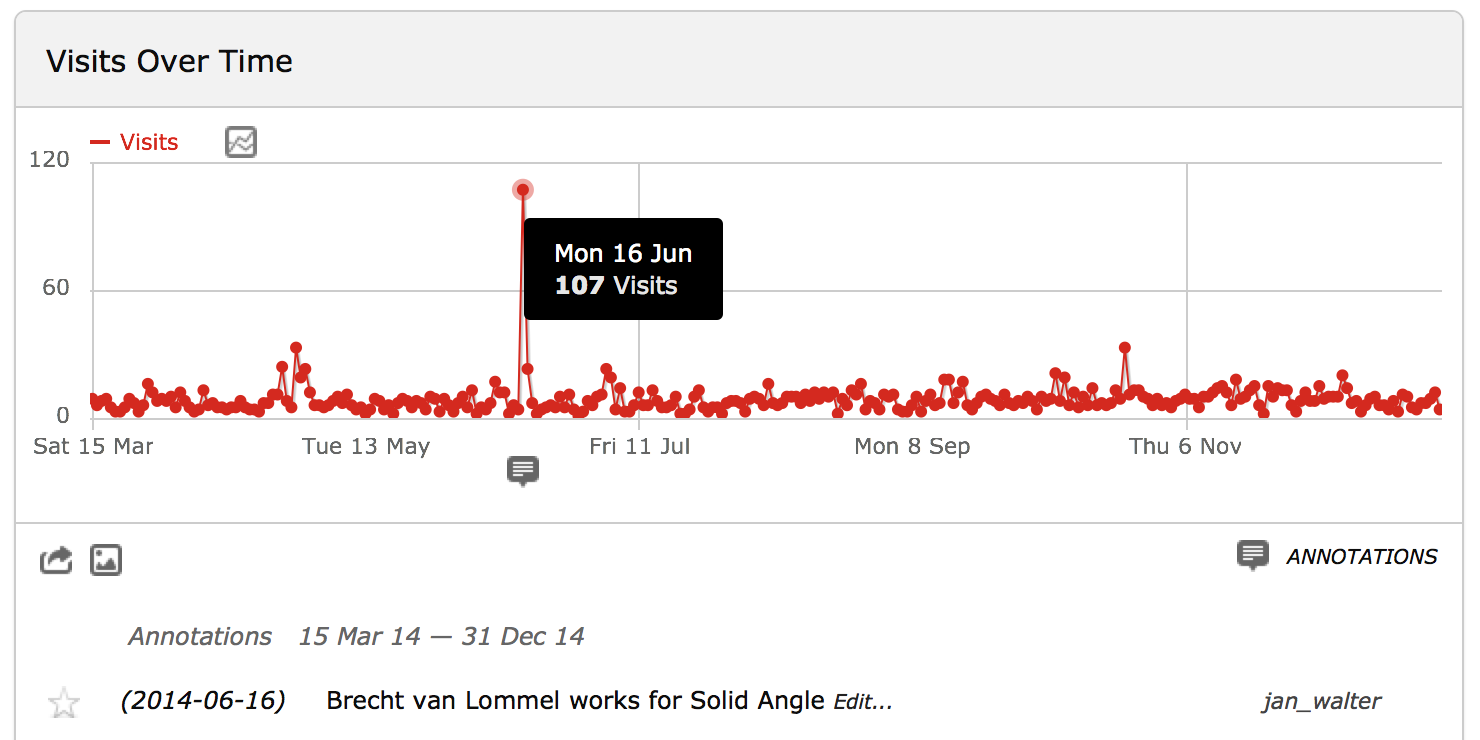 Visits Over Time
Visits
120
60
0
Mon 16 Jun
107 Visits
Sat 15 Mar Tue 13 May Fri 11 Jul Mon 8 Sep Thu 6 Nov
ANNOTATIONS
Annotations 15 Mar 14 — 31 Dec 14
(2014-06-16) Brecht van Lommel works for Solid Angle Edit... jan_walter